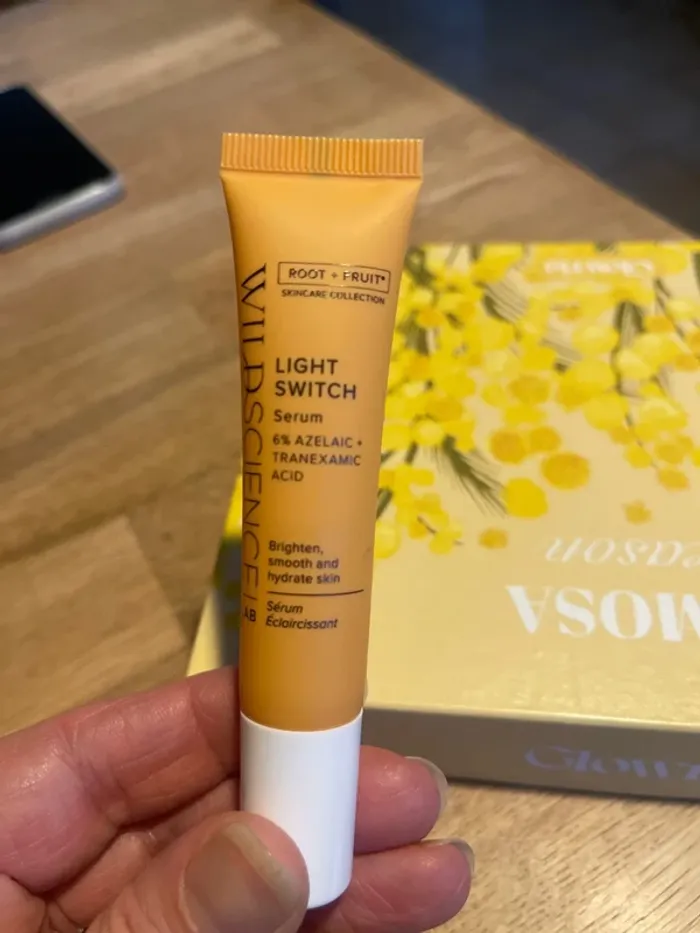 ROOT + FRUIT®
SKINCARE COLLECTION
WILDSCIENCE LAB
LIGHT
SWITCH
Serum
6% AZELAIC +
TRANEXAMIC
ACID
Brighten,
smooth and
hydrate skin
Sérum
Éclaircissant
eason
MOSA